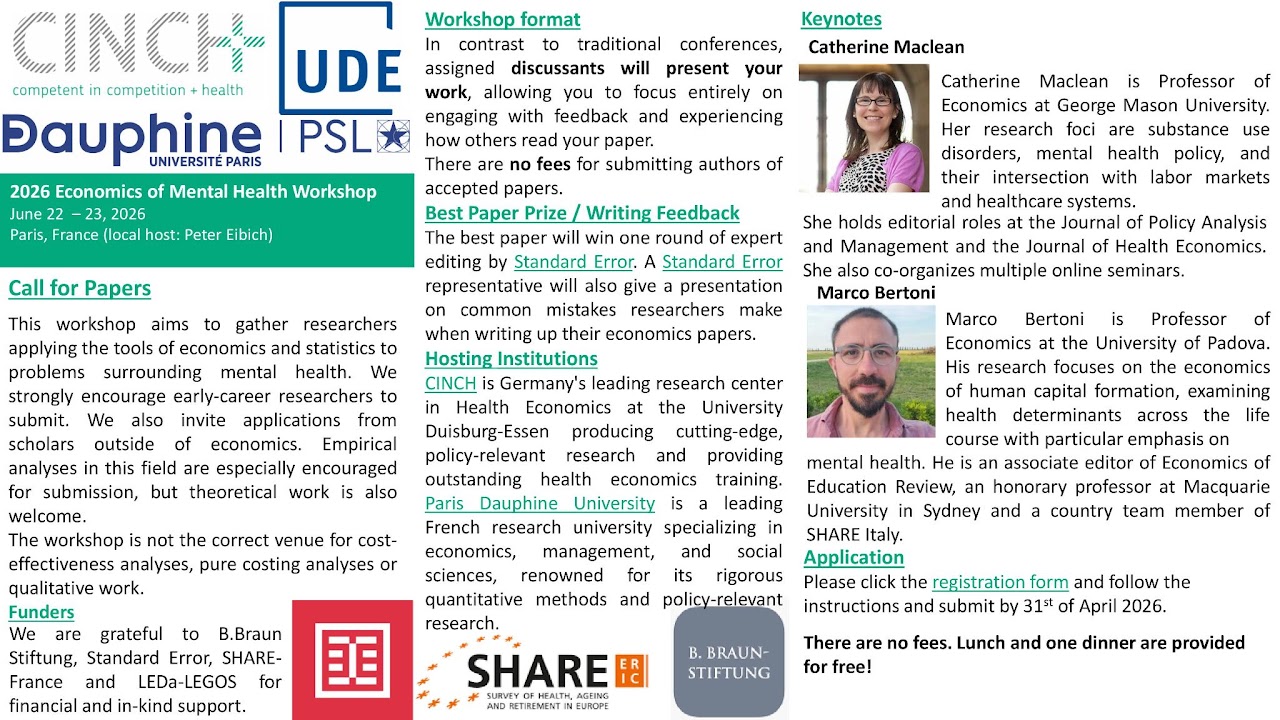 CINCH
competent in competition + health
UDE
Dauphine | PSL
UNIVERSITÉ PARIS
2026 Economics of Mental Health Workshop
June 22 – 23, 2026
Paris, France (local host: Peter Eibich)
Call for Papers
This workshop aims to gather researchers
applying the tools of economics and statistics to
problems surrounding mental health. We
strongly encourage early-career researchers to
submit. We also invite applications from
scholars outside of economics. Empirical
analyses in this field are especially encouraged
for submission, but theoretical work is also
welcome.
The workshop is not the correct venue for cost-
effectiveness analyses, pure costing analyses or
qualitative work.
Funders
We are grateful to B.Braun
Stiftung, Standard Error, SHARE-
France and LEDa-LEGOS for
financial and in-kind support.
Workshop format
In contrast to traditional conferences,
assigned discussants will present your
work, allowing you to focus entirely on
engaging with feedback and experiencing
how others read your paper.
There are no fees for submitting authors of
accepted papers.
Best Paper Prize / Writing Feedback
The best paper will win one round of expert
editing by Standard Error. A Standard Error
representative will also give a presentation
on common mistakes researchers make
when writing up their economics papers.
Hosting Institutions
CINCH is Germany's leading research center
in Health Economics at the University
Duisburg-Essen producing cutting-edge,
policy-relevant research and providing
outstanding health economics training.
Paris Dauphine University is a leading
French research university specializing in
economics, management, and social
sciences, renowned for its rigorous
quantitative methods and policy-relevant
research.
SHARE ERIC
SURVEY OF HEALTH, AGEING
AND RETIREMENT IN EUROPE
B. BRAUN-
STIFTUNG
Keynotes
Catherine Maclean
Catherine Maclean is Professor of
Economics at George Mason University.
Her research foci are substance use
disorders, mental health policy, and
their intersection with labor markets
and healthcare systems.
She holds editorial roles at the Journal of Policy Analysis
and Management and the Journal of Health Economics.
She also co-organizes multiple online seminars.
Marco Bertoni
Marco Bertoni is Professor of
Economics at the University of Padova.
His research focuses on the economics
of human capital formation, examining
health determinants across the life
course with particular emphasis on
mental health. He is an associate editor of Economics of
Education Review, an honorary professor at Macquarie
University in Sydney and a country team member of
SHARE Italy.
Application
Please click the registration form and follow the
instructions and submit by 31st of April 2026.
There are no fees. Lunch and one dinner are provided
for free!